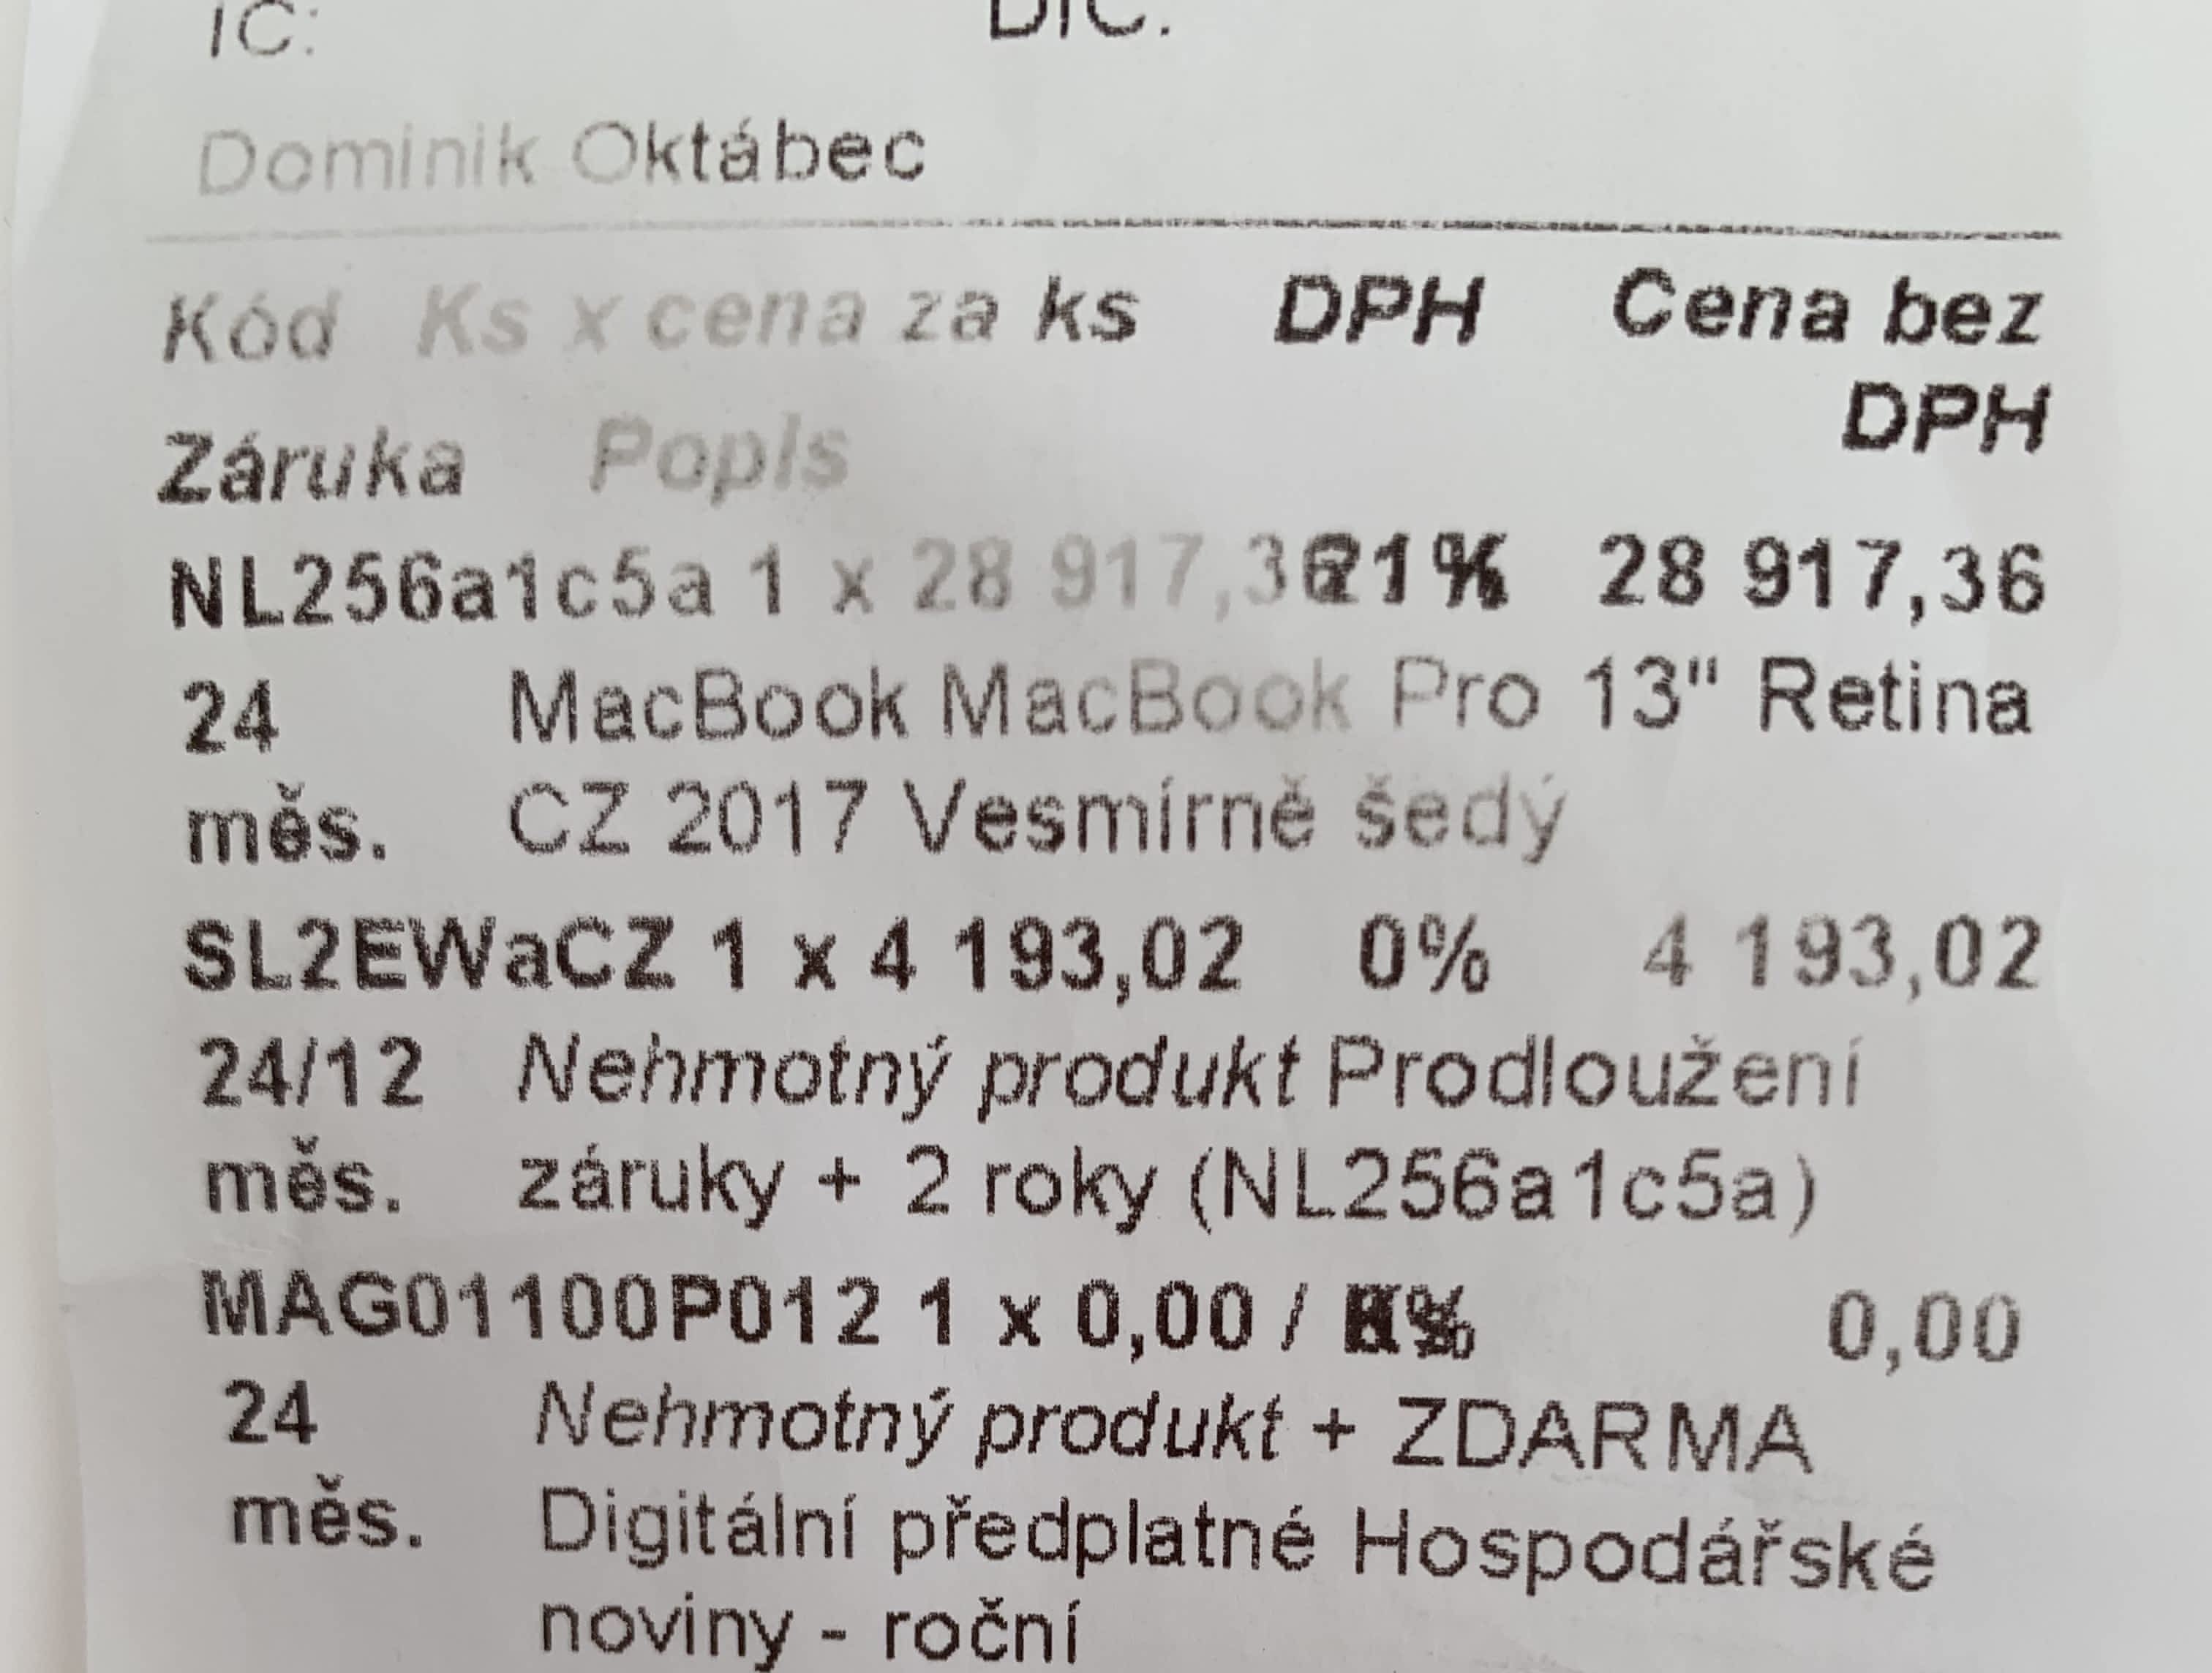 IČ: DIČ:
Dominik Oktábec
Kód Ks x cena za ks DPH Cena bez
DPH
Záruka Popis
NL256a1c5a 1 x 28 917,36 21% 28 917,36
24 MacBook MacBook Pro 13" Retina
měs. CZ 2017 Vesmírně šedý
SL2EWaCZ 1 x 4 193,02 0% 4 193,02
24/12 Nehmotný produkt Prodloužení
měs. záruky + 2 roky (NL256a1c5a)
MAG01100P012 1 x 0,00 / 0,00
24 Nehmotný produkt + ZDARMA
měs. Digitální předplatné Hospodářské
noviny - roční